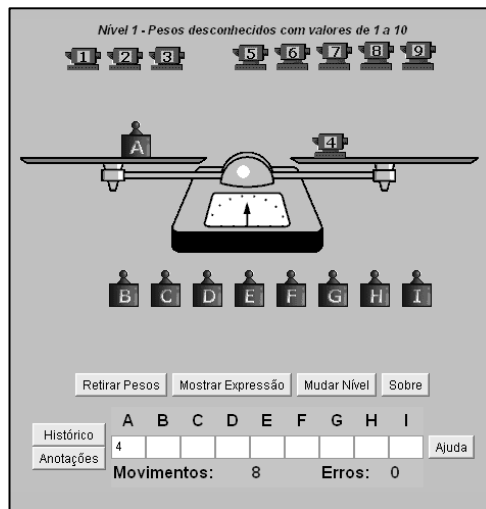 Nível 1 - Pesos desconhecidos com valores de 1 a 10
1 2 3 5 6 7 8 9
A 4
B C D E F G H I
Retirar Pesos Mostrar Expressão Mudar Nível Sobre
A B C D E F G H I
Histórico
4
Ajuda
Anotações
Movimentos: 8 Erros: 0